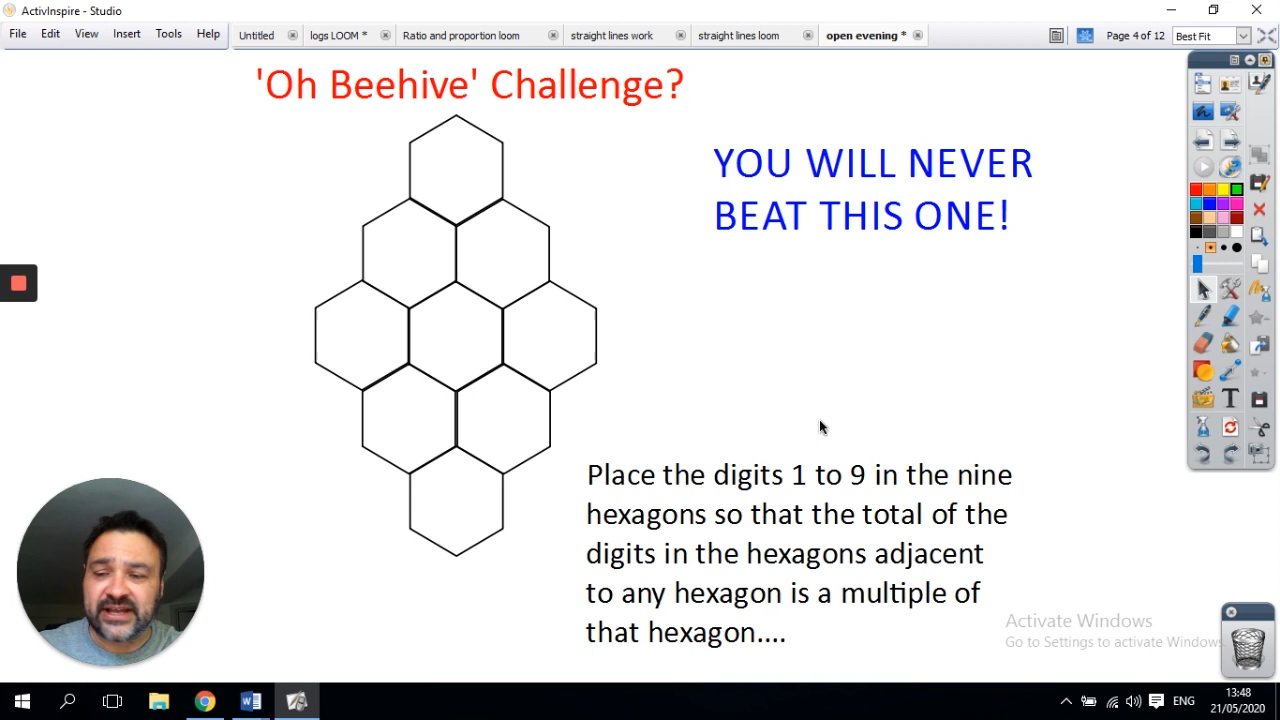 ActivInspire - Studio
File Edit View Insert Tools Help
Untitled logs LOOM * Ratio and proportion loom straight lines work straight lines loom open evening * Page 4 of 12 Best Fit
'Oh Beehive' Challenge?
YOU WILL NEVER
BEAT THIS ONE!
Place the digits 1 to 9 in the nine
hexagons so that the total of the
digits in the hexagons adjacent
to any hexagon is a multiple of
that hexagon....
Activate Windows
Go to Settings to activate Windows.
ENG
13:48
21/05/2020